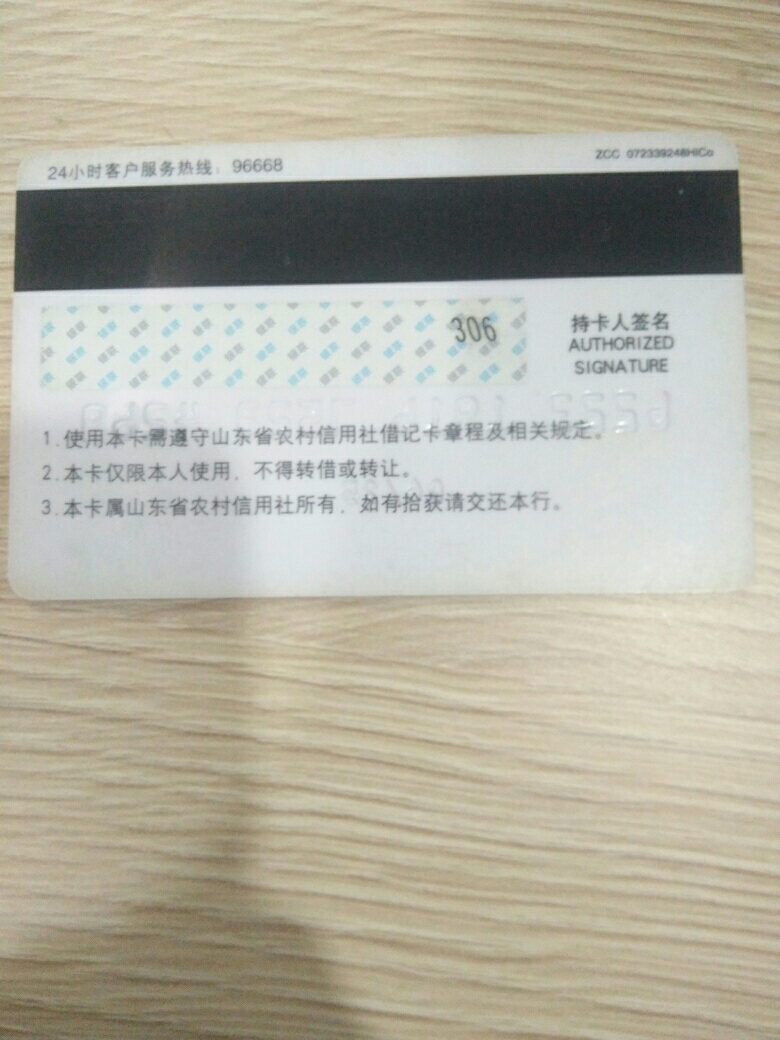 24小时客户服务热线：96668
ZCC 072339248HiCo
306
持卡人签名
AUTHORIZED
SIGNATURE
1.使用本卡需遵守山东省农村信用社借记卡章程及相关规定。
2.本卡仅限本人使用，不得转借或转让。
3.本卡属山东省农村信用社所有，如有拾获请交还本行。